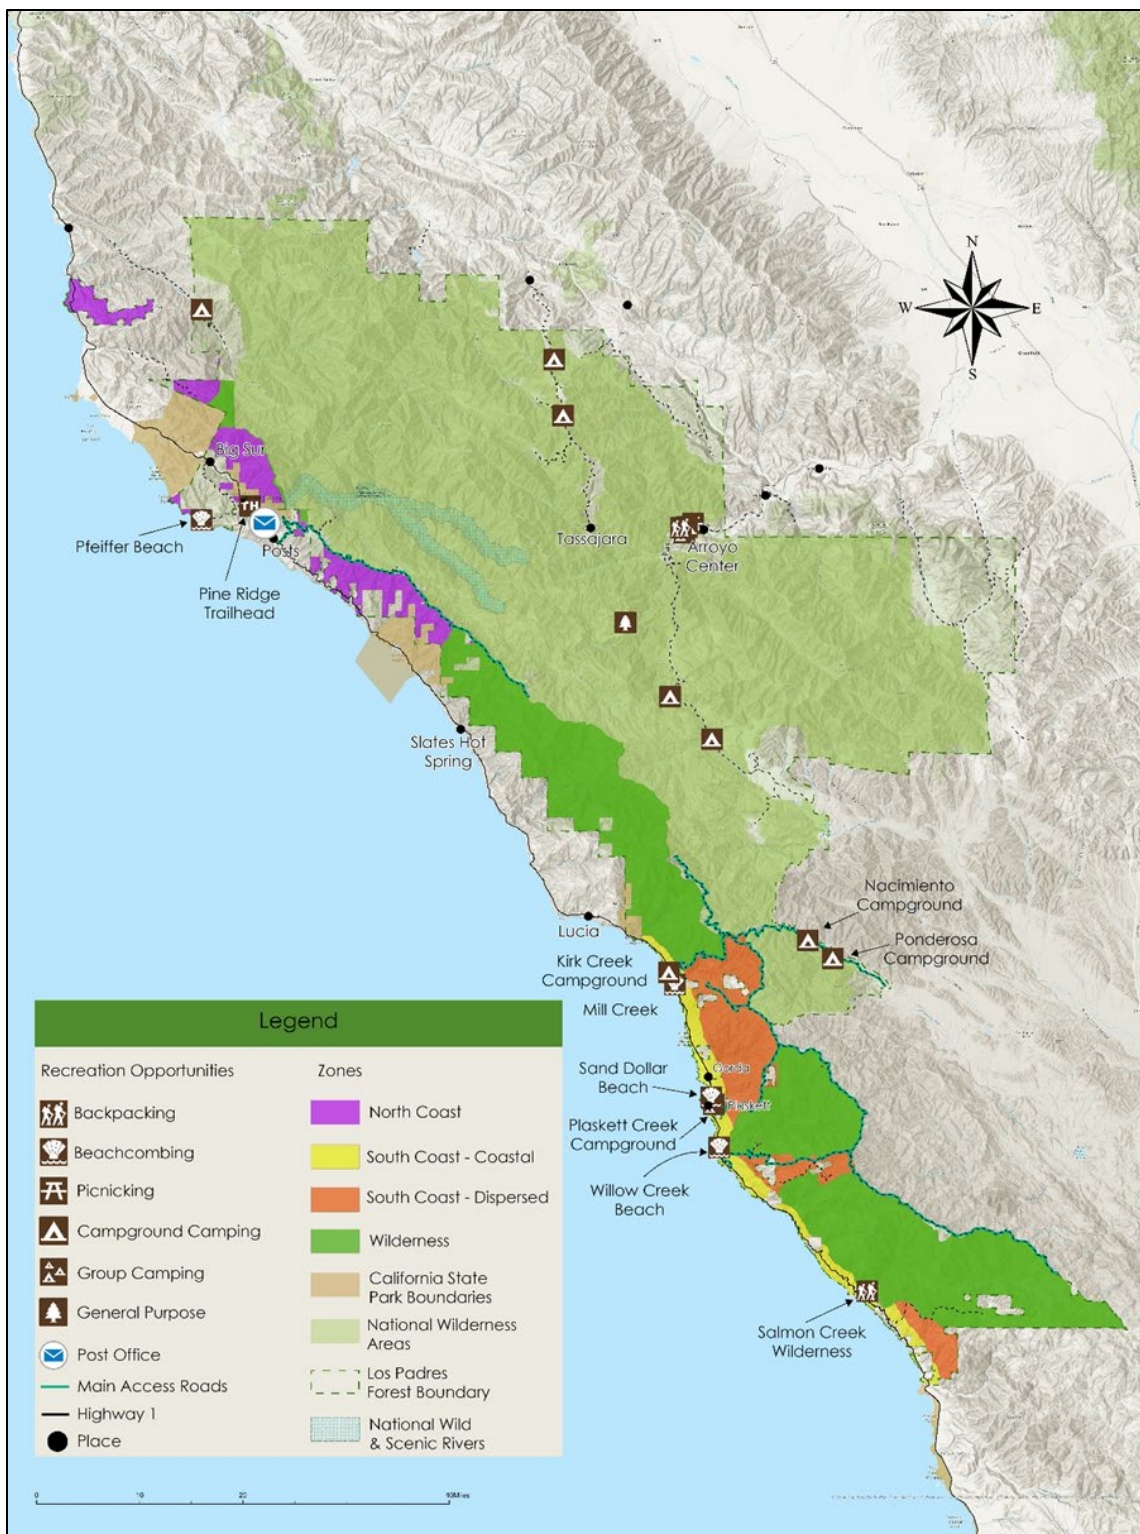 N
W
E
S
Big Sur
Pfeiffer Beach
TH
Posts
Pine Ridge
Trailhead
Tassajara
Arroyo
Center
Slates Hot
Spring
Lucia
Nacimiento
Campground
Ponderosa
Campground
Kirk Creek
Campground
Mill Creek
Gorda
Sand Dollar
Beach
Plaskett
Plaskett Creek
Campground
Willow Creek
Beach
Salmon Creek
Wilderness
Legend
Recreation Opportunities
Backpacking
Beachcombing
Picnicking
Campground Camping
Group Camping
General Purpose
Post Office
Main Access Roads
Highway 1
Place
Zones
North Coast
South Coast - Coastal
South Coast - Dispersed
Wilderness
California State
Park Boundaries
National Wilderness
Areas
Los Padres
Forest Boundary
National Wild
& Scenic Rivers
0 10 20 40Miles